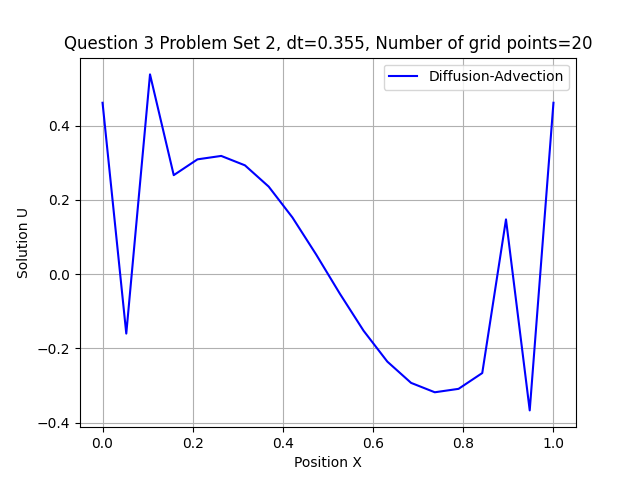 Question 3 Problem Set 2, dt=0.355, Number of grid points=20
Diffusion-Advection
Solution U
0.4
0.2
0.0
−0.2
−0.4
0.0 0.2 0.4 0.6 0.8 1.0
Position X